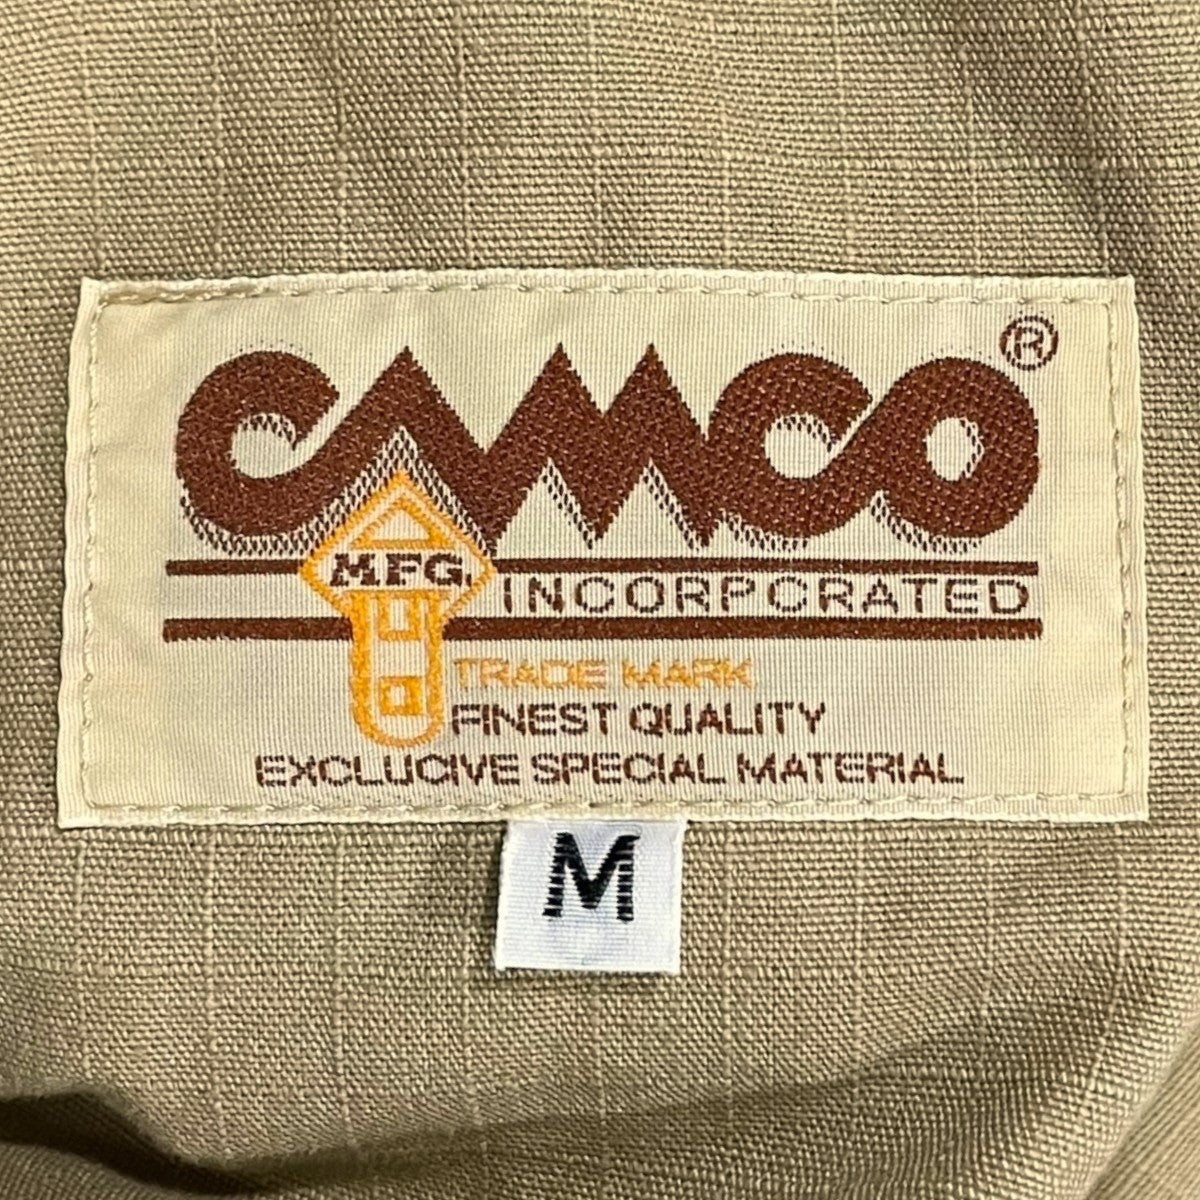 CAMCO ®
MFG. INCORPORATED
TRADE MARK
FINEST QUALITY
EXCLUCIVE SPECIAL MATERIAL
M